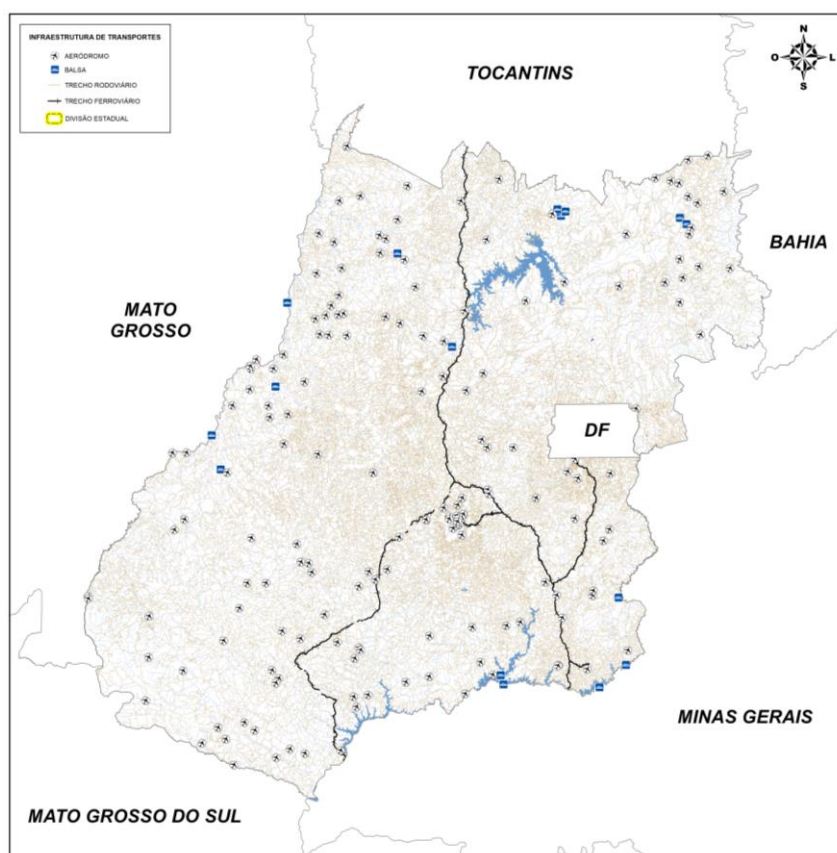 INFRAESTRUTURA DE TRANSPORTES
AERÓDROMO
BALSA
TRECHO RODOVIÁRIO
TRECHO FERROVIÁRIO
DIVISÃO ESTADUAL
N
O L
S
TOCANTINS
BAHIA
MATO
GROSSO
DF
MINAS GERAIS
MATO GROSSO DO SUL